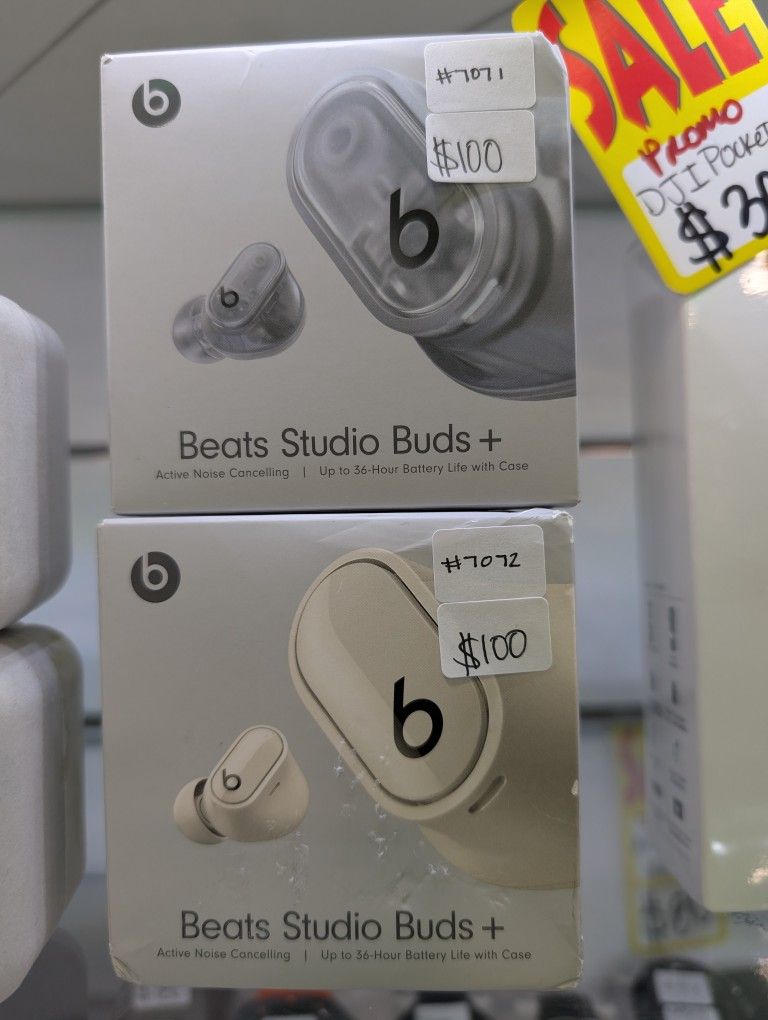 #7071
$100
b
b
b
Beats Studio Buds +
Active Noise Cancelling | Up to 36-Hour Battery Life with Case
SALE
PROMO
DJI Pocket
#7072
$100
b
b
b
Beats Studio Buds +
Active Noise Cancelling | Up to 36-Hour Battery Life with Case